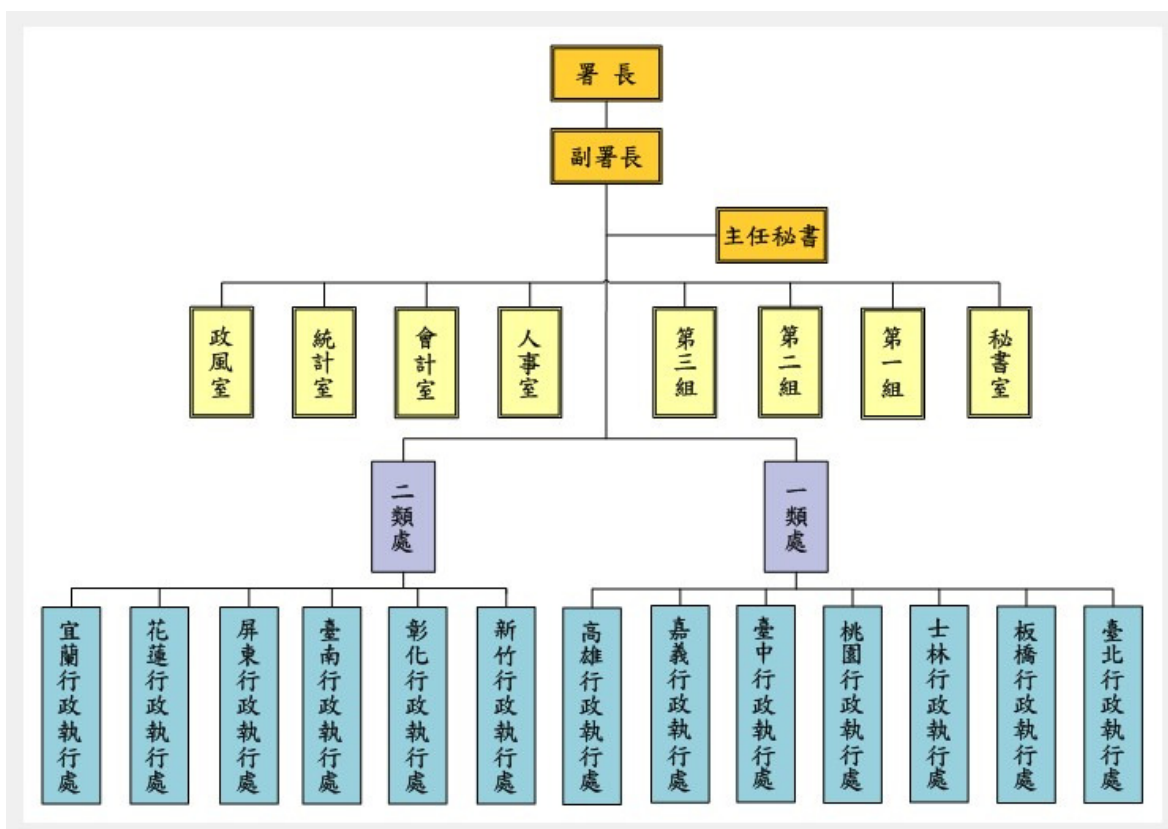 署長
副署長
主任秘書
政風室
統計室
會計室
人事室
第三組
第二組
第一組
秘書室
二類處
一類處
宜蘭行政執行處
花蓮行政執行處
屏東行政執行處
臺南行政執行處
彰化行政執行處
新竹行政執行處
高雄行政執行處
嘉義行政執行處
臺中行政執行處
桃園行政執行處
士林行政執行處
板橋行政執行處
臺北行政執行處